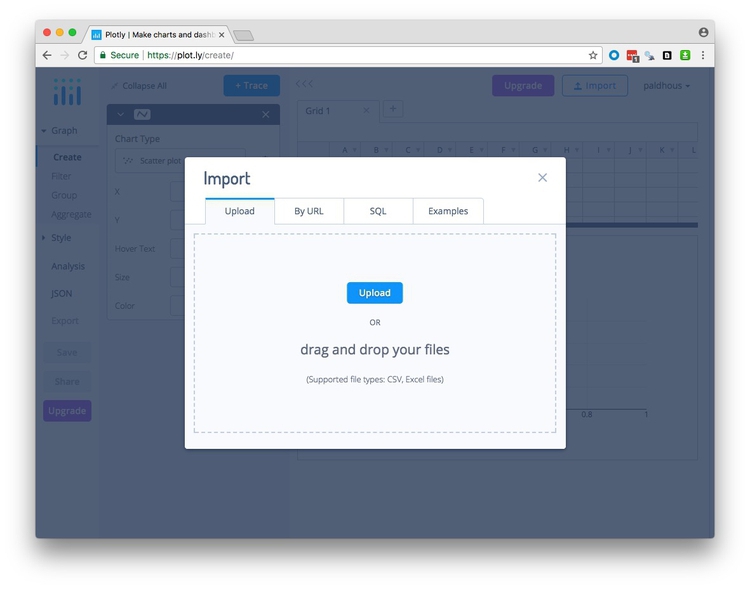 Plotly | Make charts and dashb
Secure https://plot.ly/create/
1
Collapse All
+ Trace
Upgrade
Import
paldhous
Graph
Create
Filter
Group
Aggregate
Style
Analysis
JSON
Export
Save
Share
Upgrade
Chart Type
Scatter plot
X
Y
Hover Text
Size
Color
Grid 1
+
A B C D E F G H I J K L
Import
Upload By URL SQL Examples
Upload
OR
drag and drop your files
(Supported file types: CSV, Excel files)
0.8 1